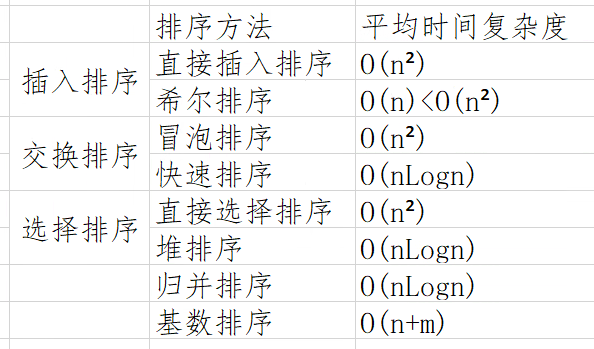 排序方法 平均时间复杂度
插入排序 直接插入排序 O(n²)
希尔排序 O(n)<O(n²)
交换排序 冒泡排序 O(n²)
快速排序 O(nLogn)
选择排序 直接选择排序 O(n²)
堆排序 O(nLogn)
归并排序 O(nLogn)
基数排序 O(n+m)